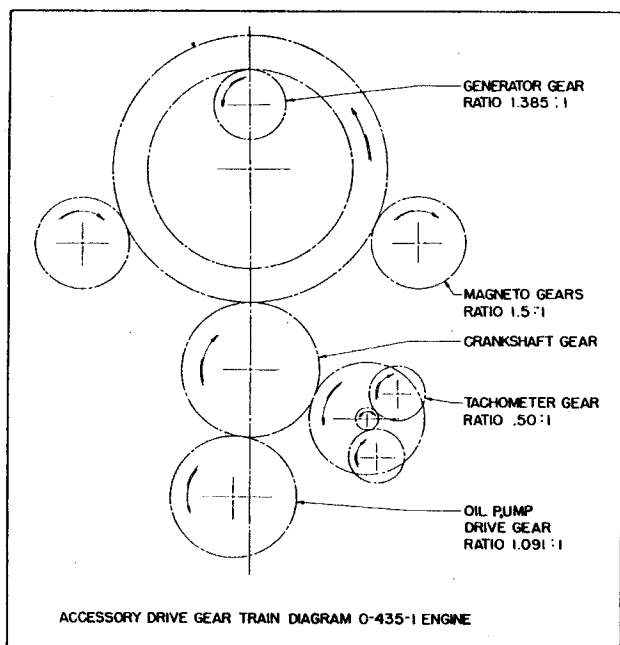 GENERATOR GEAR
RATIO 1.385:1
MAGNETO GEARS
RATIO 1.5:1
CRANKSHAFT GEAR
TACHOMETER GEAR
RATIO .50:1
OIL PUMP
DRIVE GEAR
RATIO 1.091:1
ACCESSORY DRIVE GEAR TRAIN DIAGRAM O-435-1 ENGINE